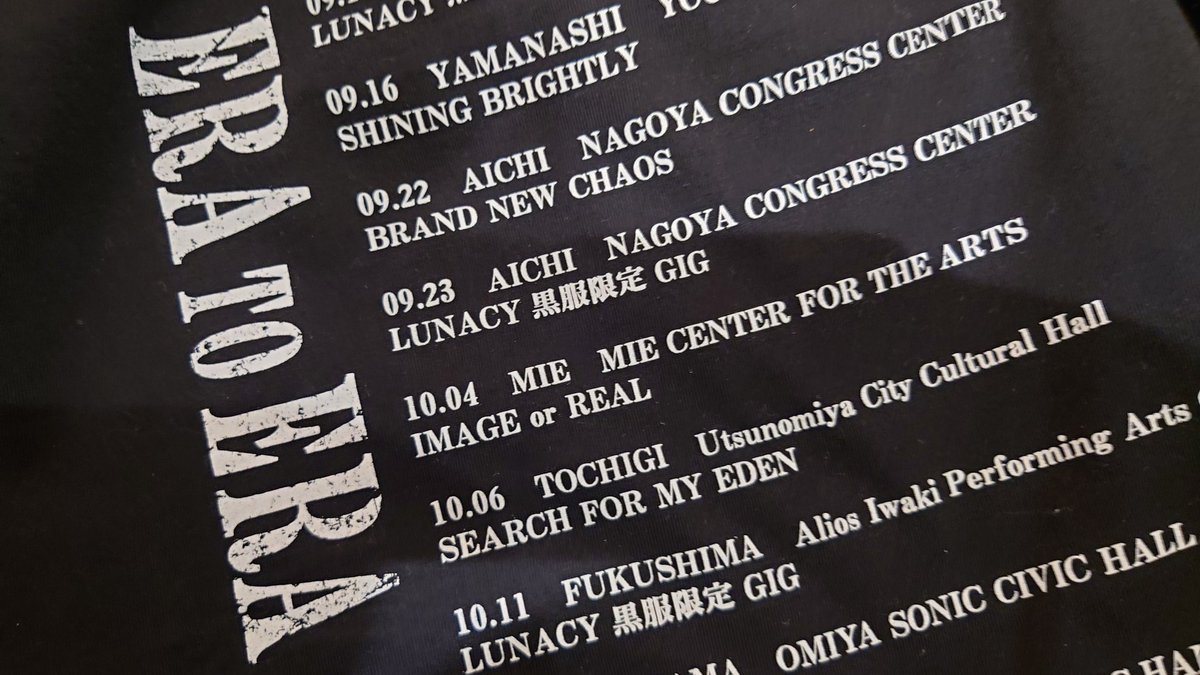 ERA TO ERA
LUNACY
09.16 YAMANASHI
SHINING BRIGHTLY
09.22 AICHI NAGOYA CONGRESS CENTER
BRAND NEW CHAOS
09.23 AICHI NAGOYA CONGRESS CENTER
LUNACY 黒服限定 GIG
10.04 MIE MIE CENTER FOR THE ARTS
IMAGE or REAL
10.06 TOCHIGI Utsunomiya City Cultural Hall
SEARCH FOR MY EDEN
10.11 FUKUSHIMA Alios Iwaki Performing Arts
LUNACY 黒服限定 GIG
OMIYA SONIC CIVIC HALL